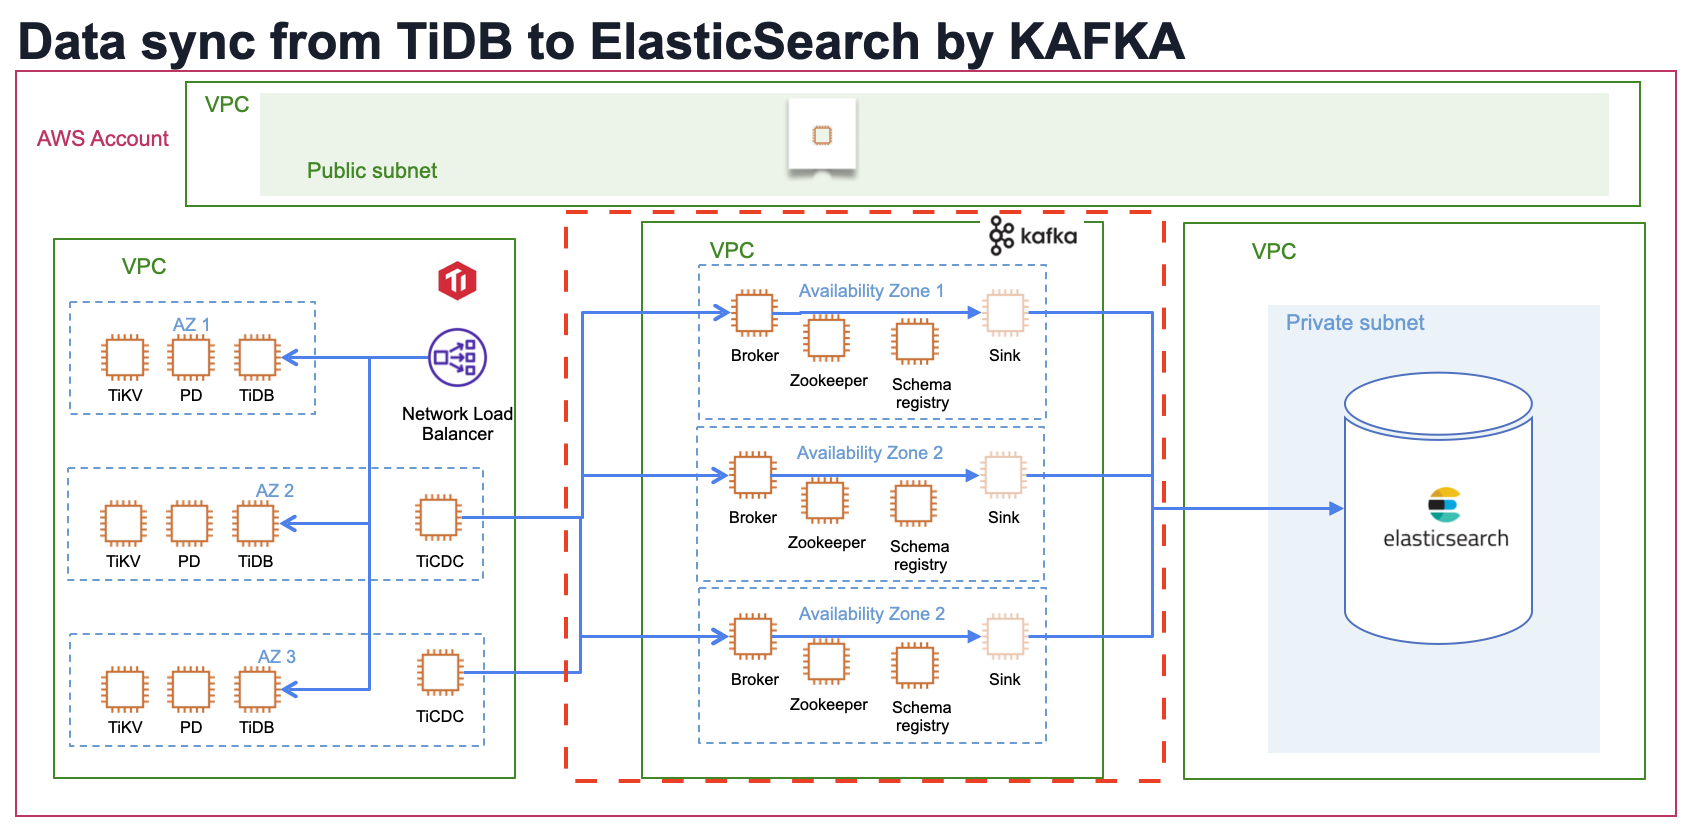 Data sync from TiDB to ElasticSearch by KAFKA
AWS Account
VPC
Public subnet
VPC
AZ 1
TiKV
PD
TiDB
Network Load
Balancer
AZ 2
TiKV
PD
TiDB
TiCDC
AZ 3
TiKV
PD
TiDB
TiCDC
VPC
kafka
Availability Zone 1
Broker
Zookeeper
Schema
registry
Sink
Availability Zone 2
Broker
Zookeeper
Schema
registry
Sink
Availability Zone 2
Broker
Zookeeper
Schema
registry
Sink
VPC
Private subnet
elasticsearch